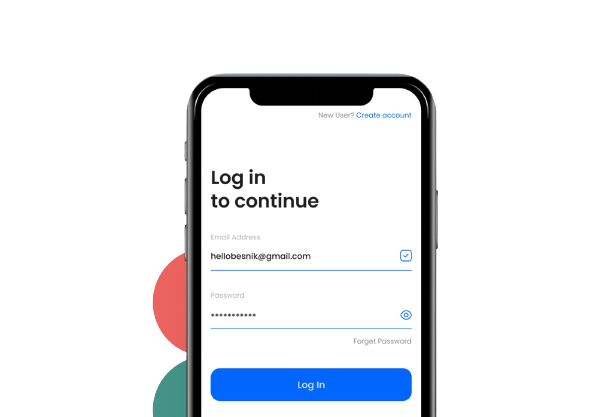 New User? Create account
Log in
to continue
Email Address
hellobesnik@gmail.com
Password
•••••••••••
Forget Password
Log In